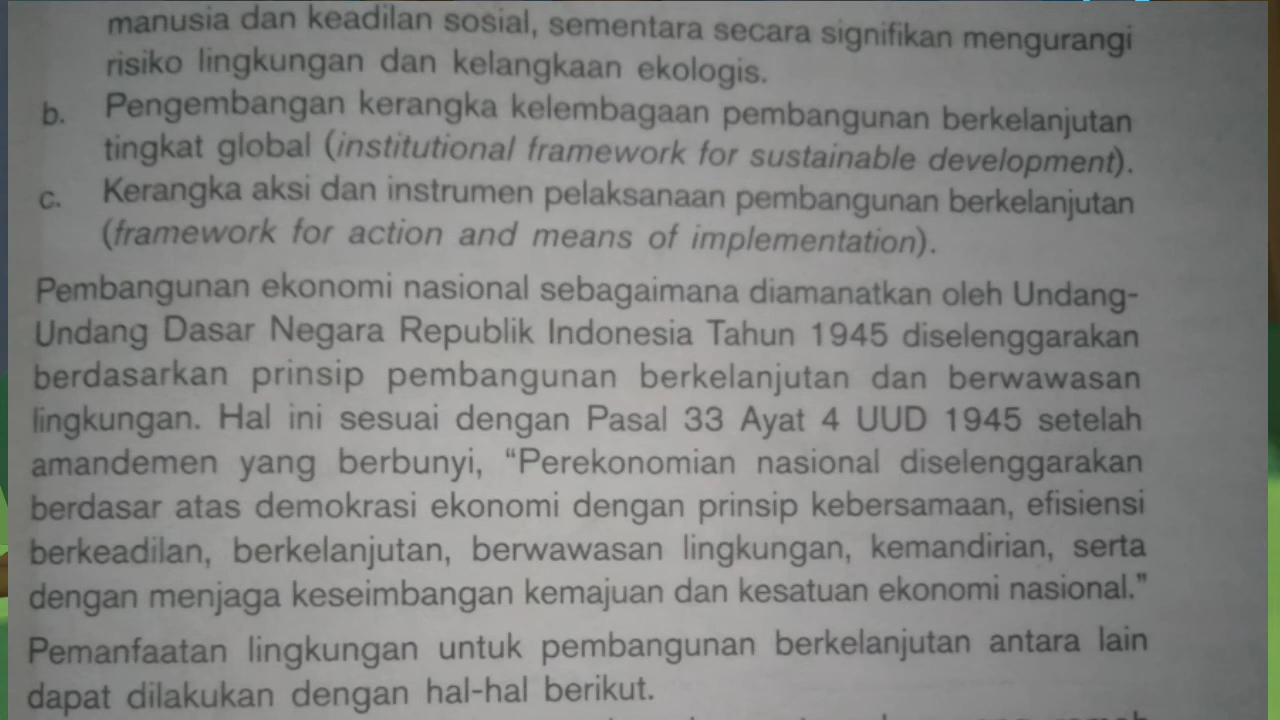 manusia dan keadilan sosial, sementara secara signifikan mengurangi
risiko lingkungan dan kelangkaan ekologis.
b. Pengembangan kerangka kelembagaan pembangunan berkelanjutan
tingkat global (institutional framework for sustainable development).
c. Kerangka aksi dan instrumen pelaksanaan pembangunan berkelanjutan
(framework for action and means of implementation).
Pembangunan ekonomi nasional sebagaimana diamanatkan oleh Undang-
Undang Dasar Negara Republik Indonesia Tahun 1945 diselenggarakan
berdasarkan prinsip pembangunan berkelanjutan dan berwawasan
lingkungan. Hal ini sesuai dengan Pasal 33 Ayat 4 UUD 1945 setelah
amandemen yang berbunyi, “Perekonomian nasional diselenggarakan
berdasar atas demokrasi ekonomi dengan prinsip kebersamaan, efisiensi
berkeadilan, berkelanjutan, berwawasan lingkungan, kemandirian, serta
dengan menjaga keseimbangan kemajuan dan kesatuan ekonomi nasional.”
Pemanfaatan lingkungan untuk pembangunan berkelanjutan antara lain
dapat dilakukan dengan hal-hal berikut.